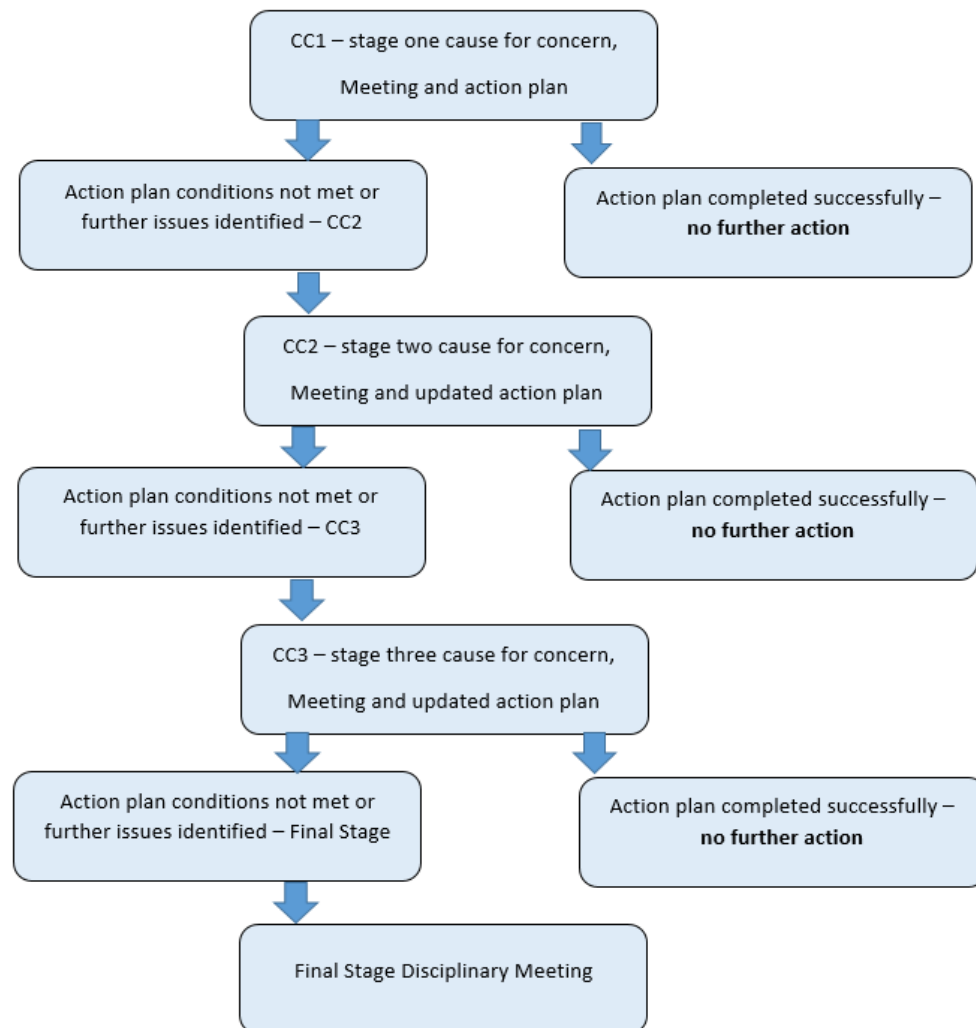 CC1 – stage one cause for concern,
Meeting and action plan
Action plan conditions not met or
further issues identified – CC2
Action plan completed successfully –
no further action
CC2 – stage two cause for concern,
Meeting and updated action plan
Action plan conditions not met or
further issues identified – CC3
Action plan completed successfully –
no further action
CC3 – stage three cause for concern,
Meeting and updated action plan
Action plan conditions not met or
further issues identified – Final Stage
Action plan completed successfully –
no further action
Final Stage Disciplinary Meeting